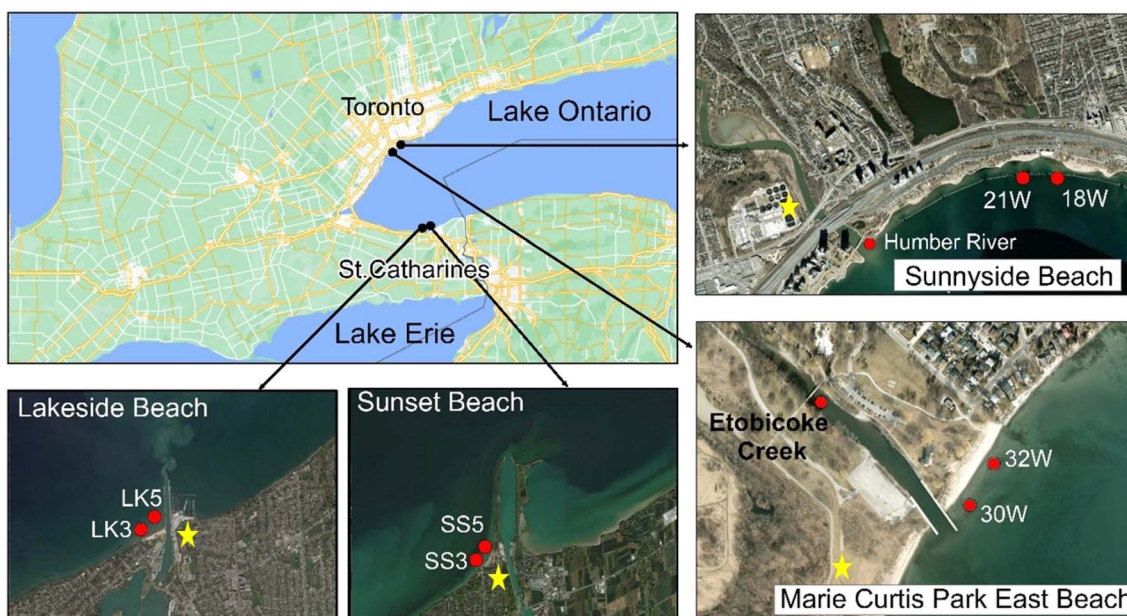 Toronto
Lake Ontario
St.Catharines
Lake Erie
21W
18W
Humber River
Sunnyside Beach
Lakeside Beach
LK5
LK3
Sunset Beach
SS5
SS3
Etobicoke
Creek
32W
30W
Marie Curtis Park East Beach